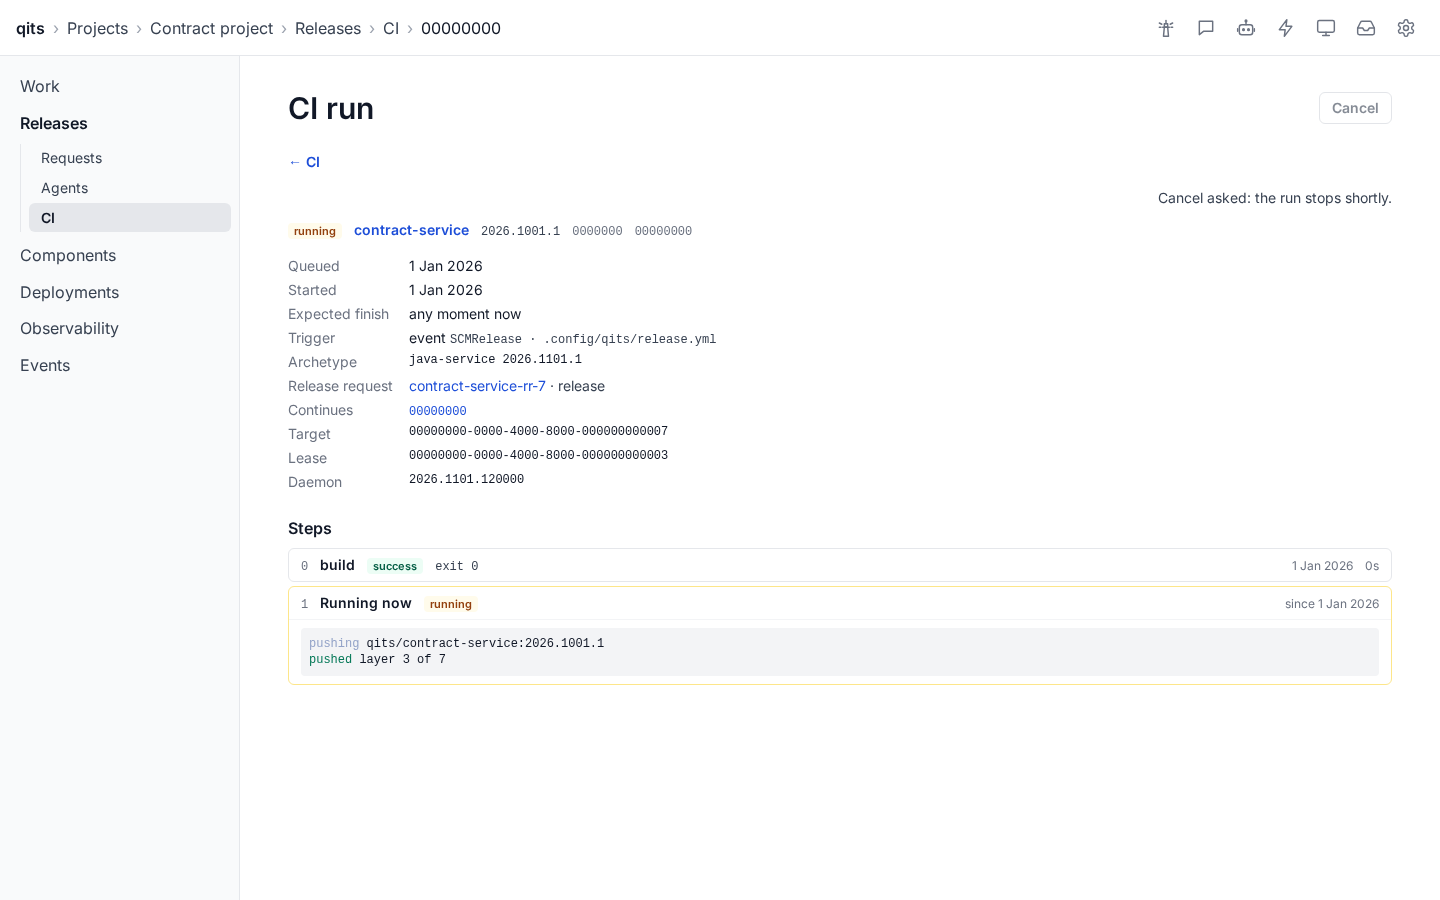 qits › Projects › Contract project › Releases › CI › 00000000
Work
Releases
Requests
Agents
CI
Components
Deployments
Observability
Events
CI run
Cancel
← CI
Cancel asked: the run stops shortly.
running contract-service 2026.1001.1 0000000 00000000
Queued 1 Jan 2026
Started 1 Jan 2026
Expected finish any moment now
Trigger event SCMRelease · .config/qits/release.yml
Archetype java-service 2026.1101.1
Release request contract-service-rr-7 · release
Continues 00000000
Target 00000000-0000-4000-8000-000000000007
Lease 00000000-0000-4000-8000-000000000003
Daemon 2026.1101.120000
Steps
0 build success exit 0 1 Jan 2026 0s
1 Running now running since 1 Jan 2026
pushing qits/contract-service:2026.1001.1
pushed layer 3 of 7